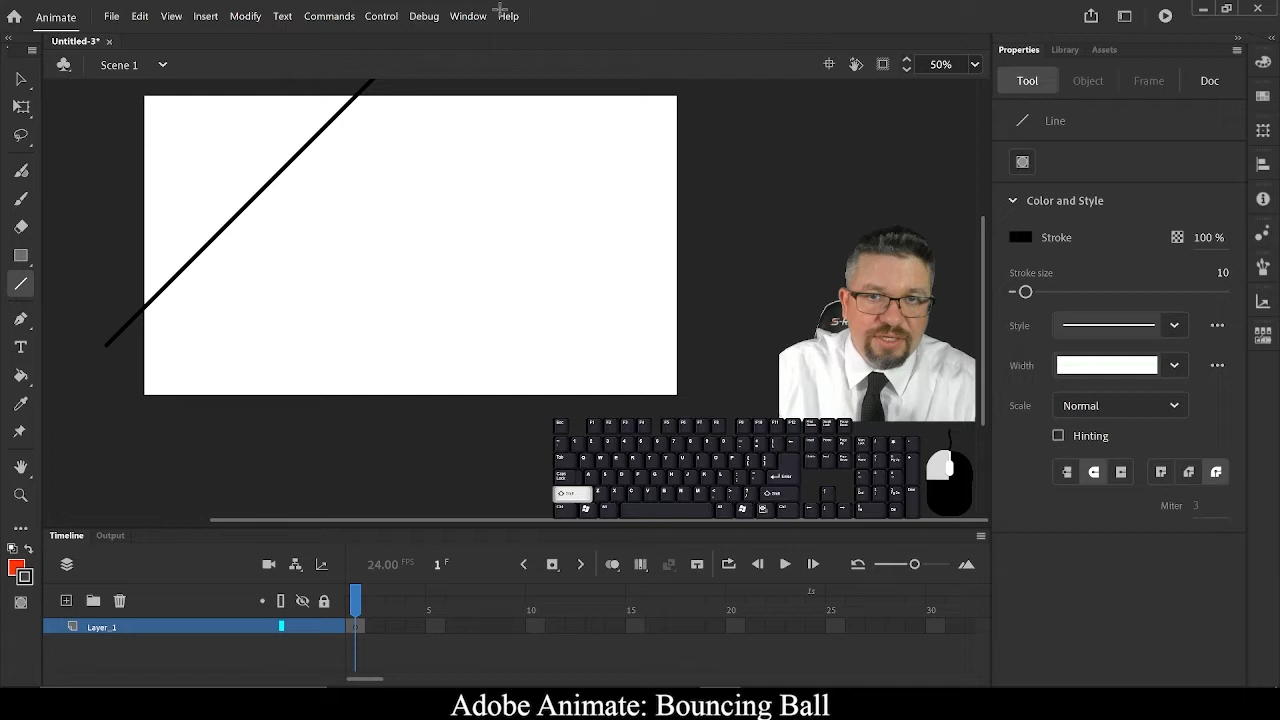 Animate File Edit View Insert Modify Text Commands Control Debug Window Help
Untitled-3*
Scene 1
50%
Properties Library Assets
Tool Object Frame Doc
Line
Color and Style
Stroke 100 %
Stroke size 10
Style
Width
Scale Normal
Hinting
Miter 3
Timeline Output
24.00 FPS 1 F
1s
5 10 15 20 25 30
Layer_1
Adobe Animate: Bouncing Ball